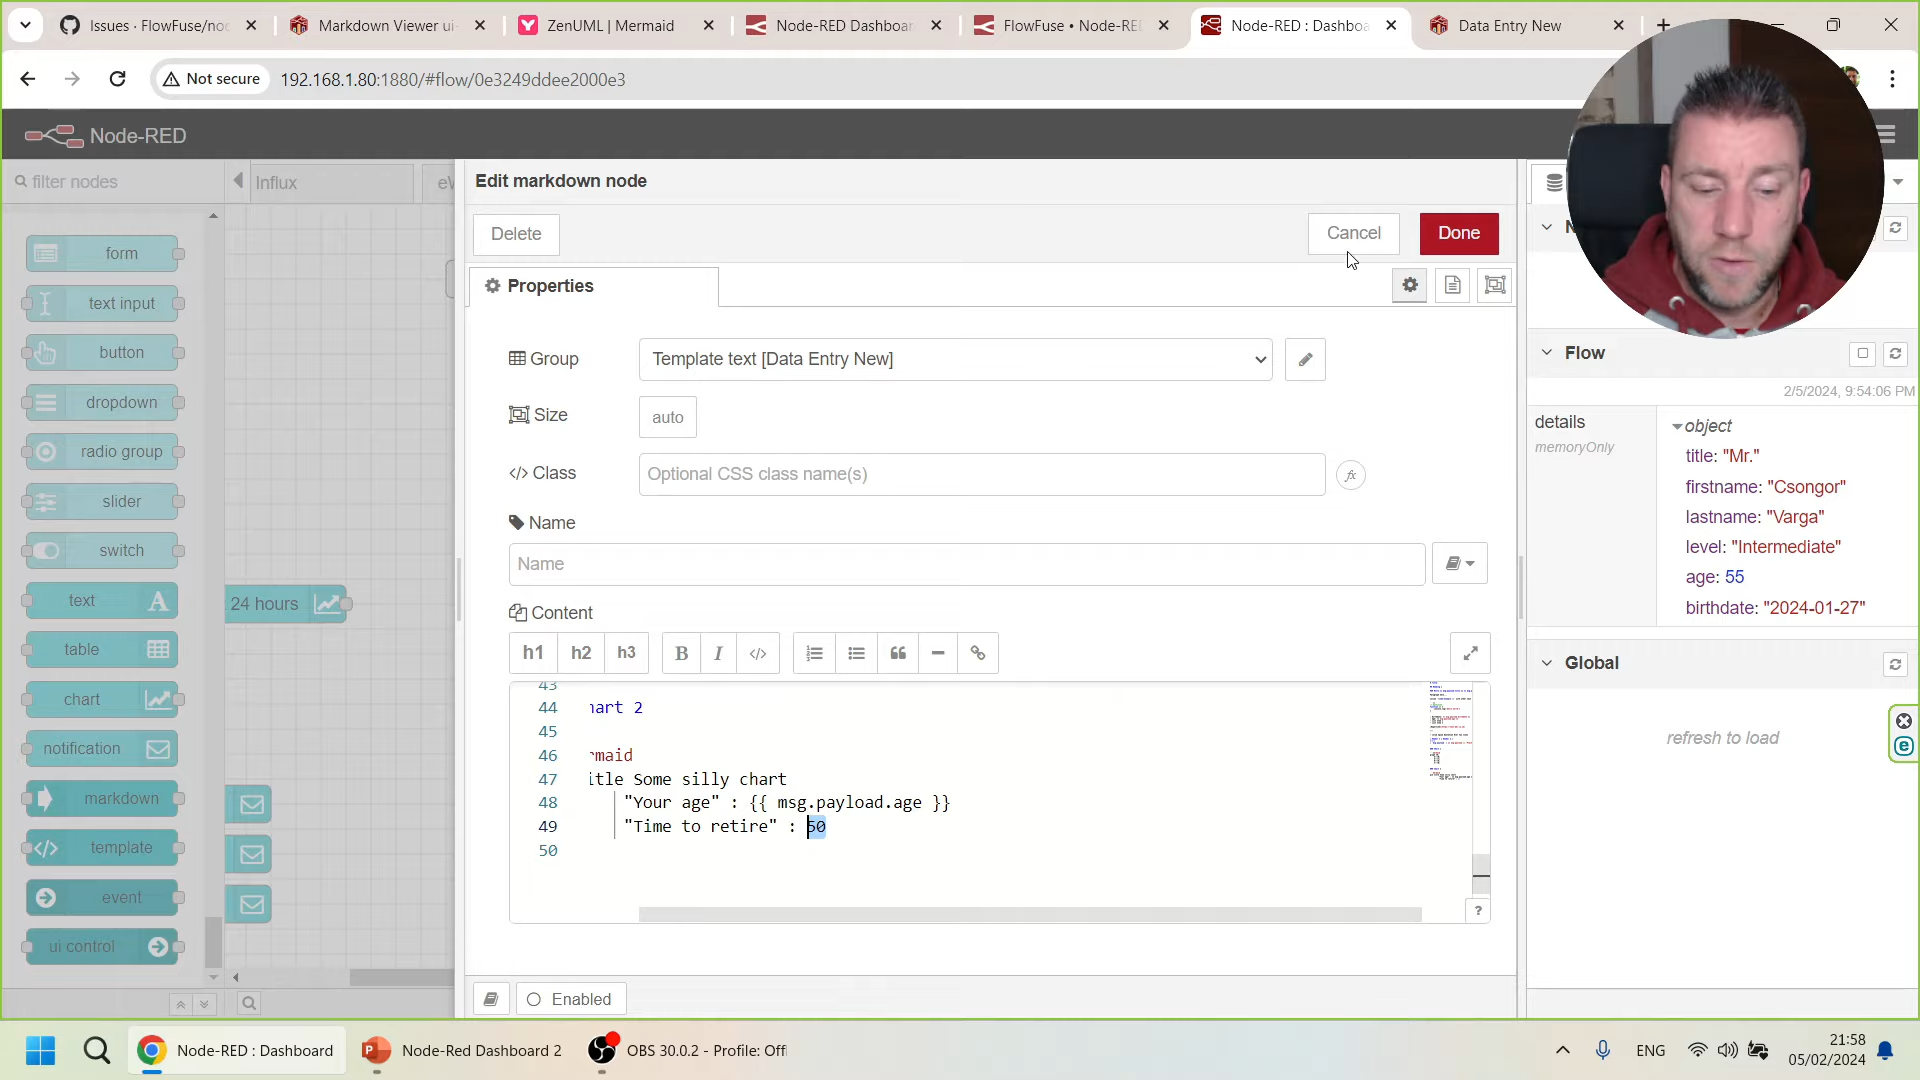 Issues · FlowFuse/no
Markdown Viewer ui-
ZenUML | Mermaid
Node-RED Dashboar
FlowFuse • Node-RE
Node-RED : Dashbo
Data Entry New
Not secure
192.168.1.80:1880/#flow/0e3249ddee2000e3
Node-RED
filter nodes
Influx
Edit markdown node
Delete
Cancel
Done
Properties
form
text input
button
dropdown
radio group
slider
switch
text
table
chart
notification
markdown
template
event
ui control
24 hours
Group
Template text [Data Entry New]
Size
auto
</> Class
Optional CSS class name(s)
fx
Name
Name
Content
h1 h2 h3 B I </>
43
44 hart 2
45
46 rmaid
47 itle Some silly chart
48 "Your age" : {{ msg.payload.age }}
49 "Time to retire" : 50
50
?
Enabled
Flow
2/5/2024, 9:54:06 PM
details
memoryOnly
object
title: "Mr."
firstname: "Csongor"
lastname: "Varga"
level: "Intermediate"
age: 55
birthdate: "2024-01-27"
Global
refresh to load
Node-RED : Dashboard
Node-Red Dashboard 2
OBS 30.0.2 - Profile: Offi
ENG
21:58
05/02/2024